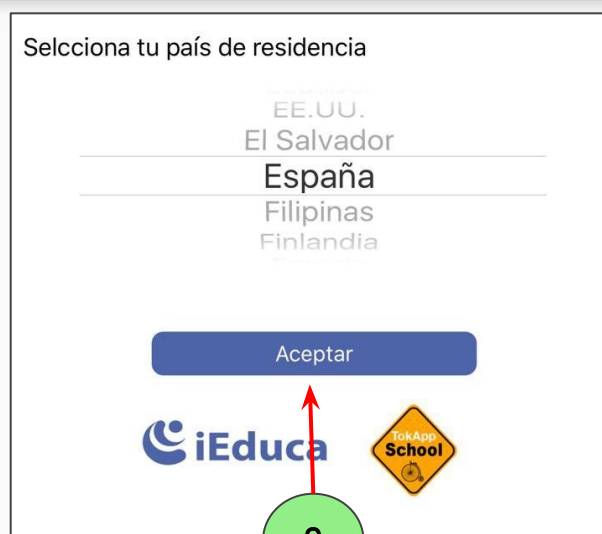 Selcciona tu país de residencia
EE.UU.
El Salvador
España
Filipinas
Finlandia
Aceptar
iEduca
TokApp
School